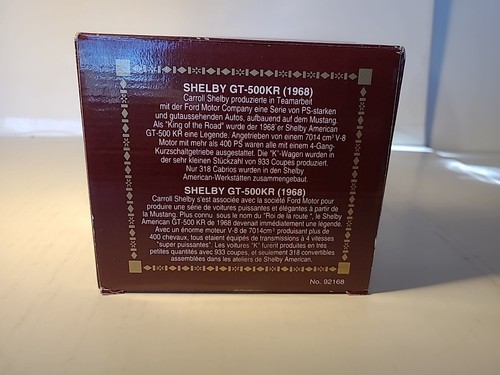 SHELBY GT-500KR (1968)
Carroll Shelby produzierte in Teamarbeit
mit der Ford Motor Company eine Serie von PS-starken
und gutaussehenden Autos, aufbauend auf dem Mustang.
Als "King of the Road" wurde der 1968 er Shelby American
GT-500 KR eine Legende. Angetrieben von einem 7014 cm³ V-8
Motor mit mehr als 400 PS waren alle mit einem 4-Gang-
Kurzschaltgetriebe ausgestattet. Die "K"-Wagen wurden in
der sehr kleinen Stückzahl von 933 Coupes produziert.
Nur 318 Cabrios wurden in den Shelby
American-Werkstätten zusammengebaut.
SHELBY GT-500KR (1968)
Carroll Shelby s'est associée avec la société Ford Motor pour
produire une série de voitures puissantes et élégantes à partir de
la Mustang. Plus connu sous le nom du "Roi de la route", le Shelby
American GT-500 KR de 1968 devenait immédiatement une légende.
Avec un énorme moteur V-8 de 7014cm³ produisant plus de
400 chevaux, tous etaient équipés de transmissions à 4 vitesses
"super puissantes". Les voitures "K" furent produites en très
petites quantités avec 933 coupes, et seulement 318 convertibles
assemblées dans les ateliers de Shelby American.
No. 92168